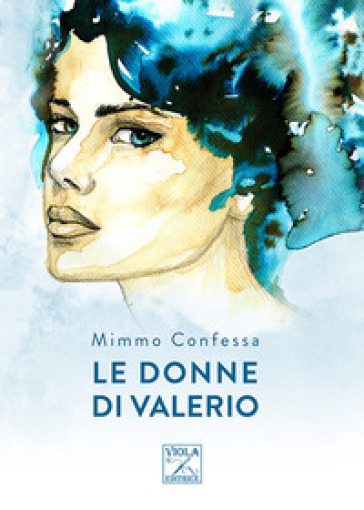 Mimmo Confessa
LE DONNE
DI VALERIO
VIOLA
EDITRICE